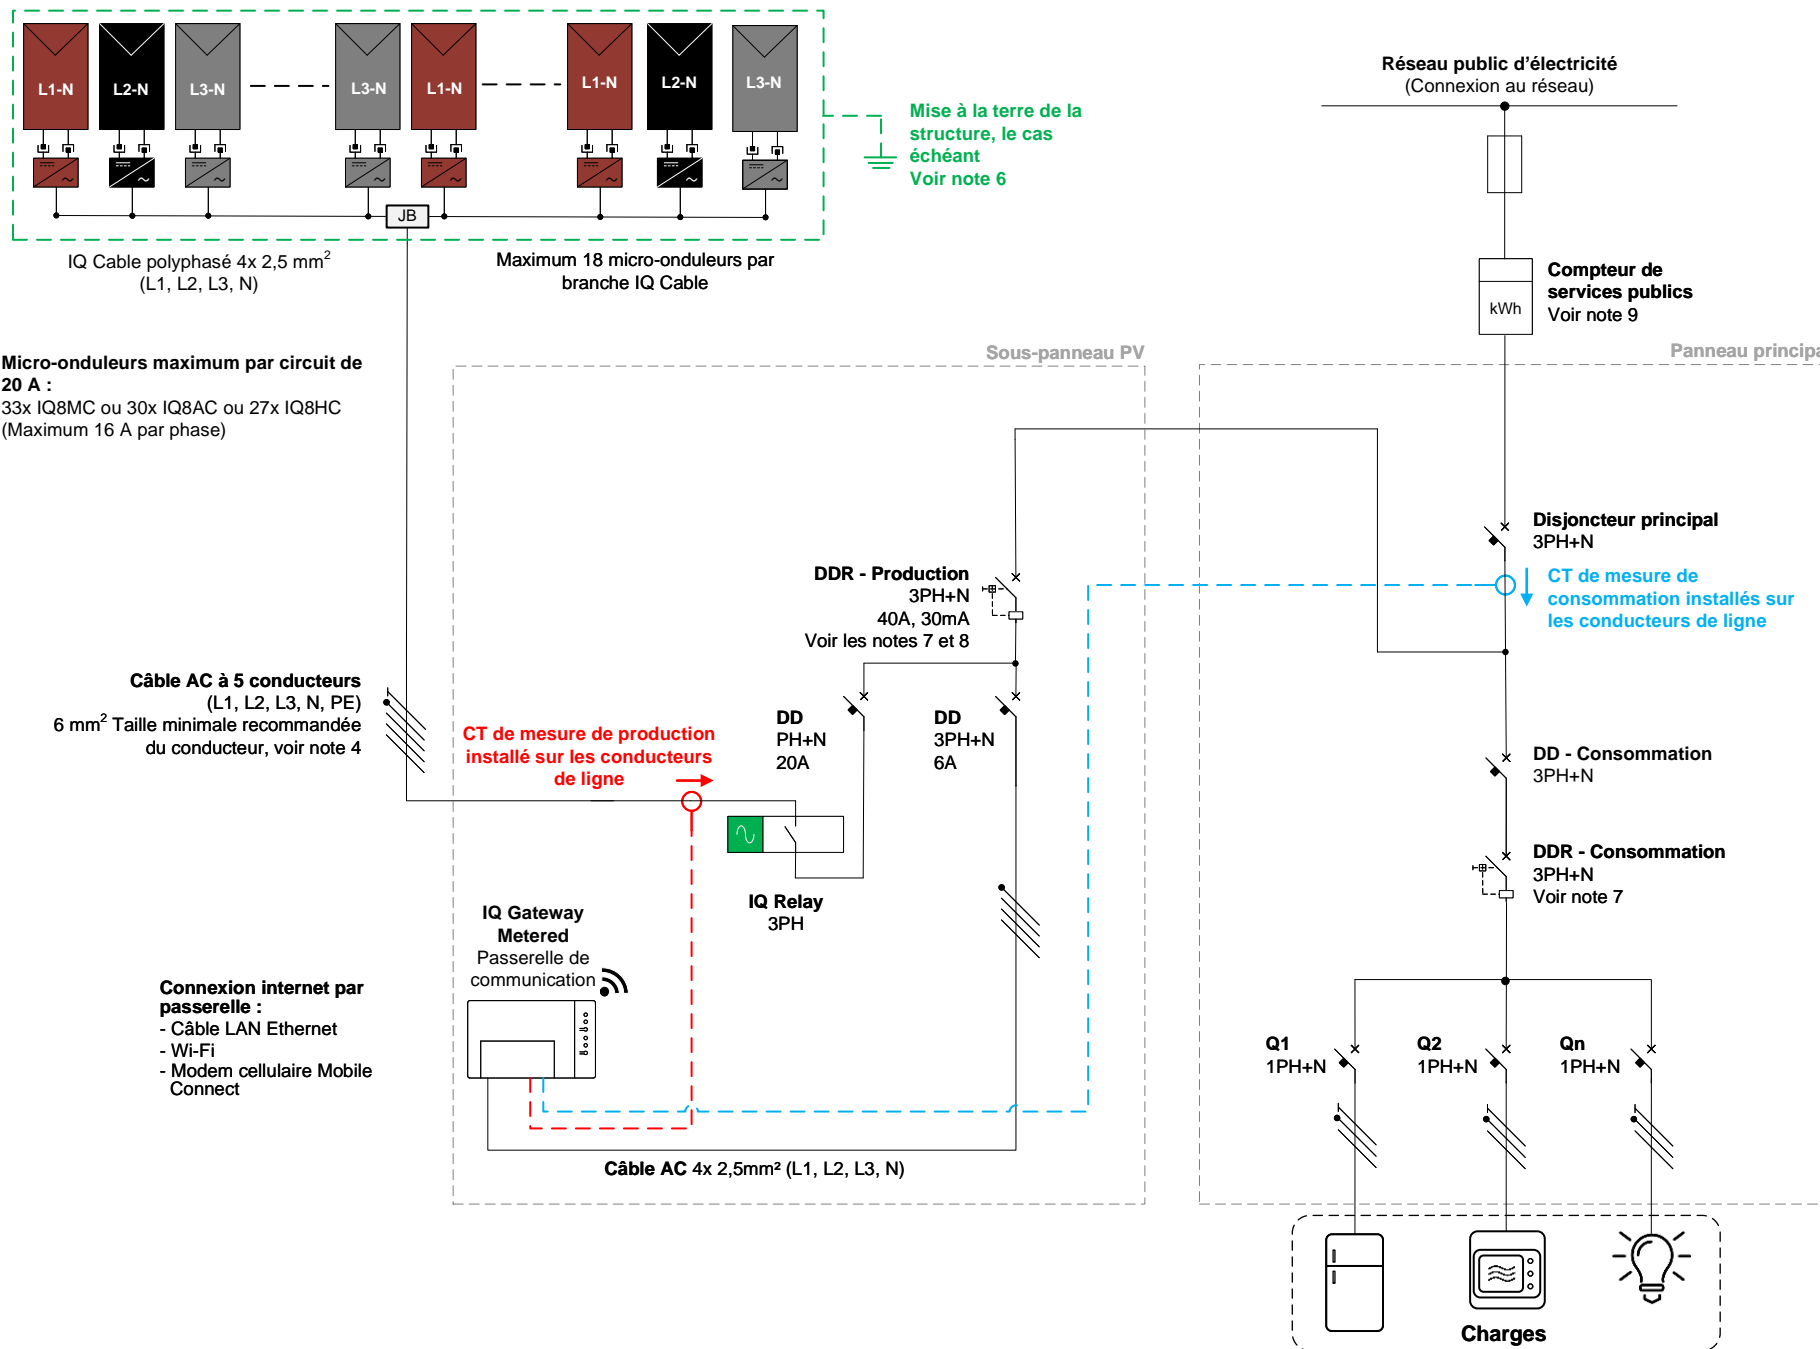 L1-N
L2-N
L3-N
L3-N
L1-N
L1-N
L2-N
L3-N
JB
IQ Cable polyphasé 4x 2,5 mm²
(L1, L2, L3, N)
Maximum 18 micro-onduleurs par
branche IQ Cable
Mise à la terre de la
structure, le cas
échéant
Voir note 6
Réseau public d'électricité
(Connexion au réseau)
kWh
Compteur de
services publics
Voir note 9
Micro-onduleurs maximum par circuit de
20 A :
33x IQ8MC ou 30x IQ8AC ou 27x IQ8HC
(Maximum 16 A par phase)
Sous-panneau PV
Panneau principa
Disjoncteur principal
3PH+N
CT de mesure de
consommation installés sur
les conducteurs de ligne
DDR - Production
3PH+N
40A, 30mA
Voir les notes 7 et 8
Câble AC à 5 conducteurs
(L1, L2, L3, N, PE)
6 mm² Taille minimale recommandée
du conducteur, voir note 4
CT de mesure de production
installé sur les conducteurs
de ligne
DD
PH+N
20A
DD
3PH+N
6A
DD - Consommation
3PH+N
DDR - Consommation
3PH+N
Voir note 7
IQ Relay
3PH
IQ Gateway
Metered
Passerelle de
communication
Connexion internet par
passerelle :
- Câble LAN Ethernet
- Wi-Fi
- Modem cellulaire Mobile
Connect
Câble AC 4x 2,5mm² (L1, L2, L3, N)
Q1
1PH+N
Q2
1PH+N
Qn
1PH+N
Charges